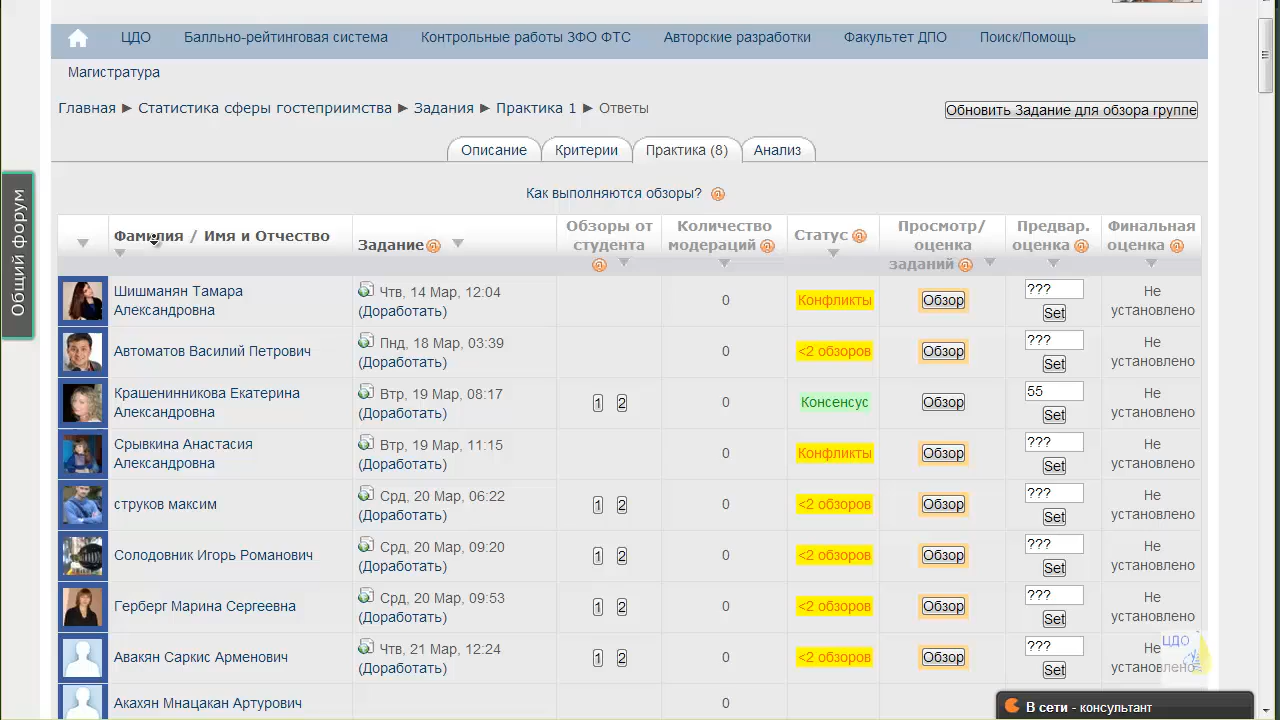 ЦДО Балльно-рейтинговая система Контрольные работы ЗФО ФТС Авторские разработки Факультет ДПО Поиск/Помощь
Магистратура
Главная ► Статистика сферы гостеприимства ► Задания ► Практика 1 ► Ответы
Обновить Задание для обзора группе
Описание Критерии Практика (8) Анализ
Общий форум
Как выполняются обзоры?
Фамилия / Имя и Отчество
Задание
Обзоры от студента
Количество модераций
Статус
Просмотр/ оценка заданий
Предвар. оценка
Финальная оценка
Шишманян Тамара Александровна
Чтв, 14 Мар, 12:04
(Доработать)
0 Конфликты Обзор ??? Set Не установлено
Автоматов Василий Петрович
Пнд, 18 Мар, 03:39
(Доработать)
0 <2 обзоров Обзор ??? Set Не установлено
Крашенинникова Екатерина Александровна
Втр, 19 Мар, 08:17
(Доработать)
1 2 0 Консенсус Обзор 55 Set Не установлено
Срывкина Анастасия Александровна
Втр, 19 Мар, 11:15
(Доработать)
0 Конфликты Обзор ??? Set Не установлено
струков максим
Срд, 20 Мар, 06:22
(Доработать)
1 2 0 <2 обзоров Обзор ??? Set Не установлено
Солодовник Игорь Романович
Срд, 20 Мар, 09:20
(Доработать)
1 2 0 <2 обзоров Обзор ??? Set Не установлено
Герберг Марина Сергеевна
Срд, 20 Мар, 09:53
(Доработать)
1 2 0 <2 обзоров Обзор ??? Set Не установлено
Авакян Саркис Арменович
Чтв, 21 Мар, 12:24
(Доработать)
1 2 0 <2 обзоров Обзор ??? Set Не установлено
ЦДО
Акахян Мнацакан Артурович
0
В сети - консультант